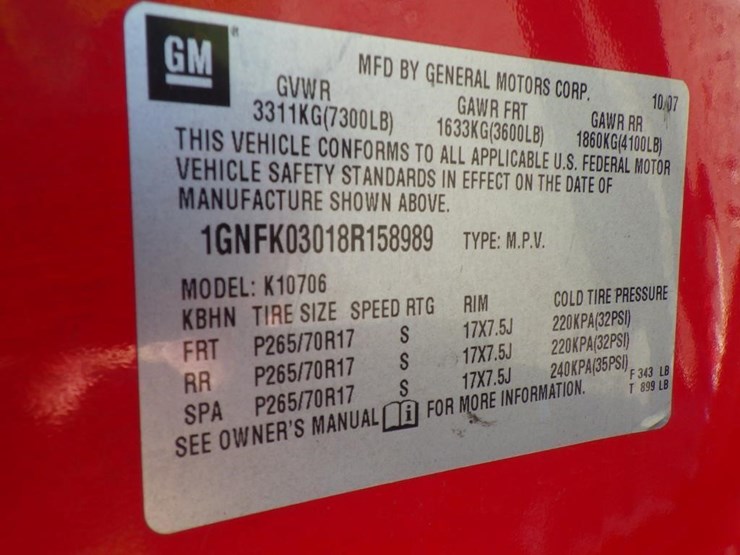 GM
MFD BY GENERAL MOTORS CORP. 10/07
GVWR GAWR FRT GAWR RR
3311KG(7300LB) 1633KG(3600LB) 1860KG(4100LB)
THIS VEHICLE CONFORMS TO ALL APPLICABLE U.S. FEDERAL MOTOR
VEHICLE SAFETY STANDARDS IN EFFECT ON THE DATE OF
MANUFACTURE SHOWN ABOVE.
1GNFK03018R158989 TYPE: M.P.V.
MODEL: K10706
KBHN TIRE SIZE SPEED RTG RIM COLD TIRE PRESSURE
FRT P265/70R17 S 17X7.5J 220KPA(32PSI)
RR P265/70R17 S 17X7.5J 220KPA(32PSI)
SPA P265/70R17 S 17X7.5J 240KPA(35PSI)
F 343 LB
T 899 LB
SEE OWNER'S MANUAL i FOR MORE INFORMATION.